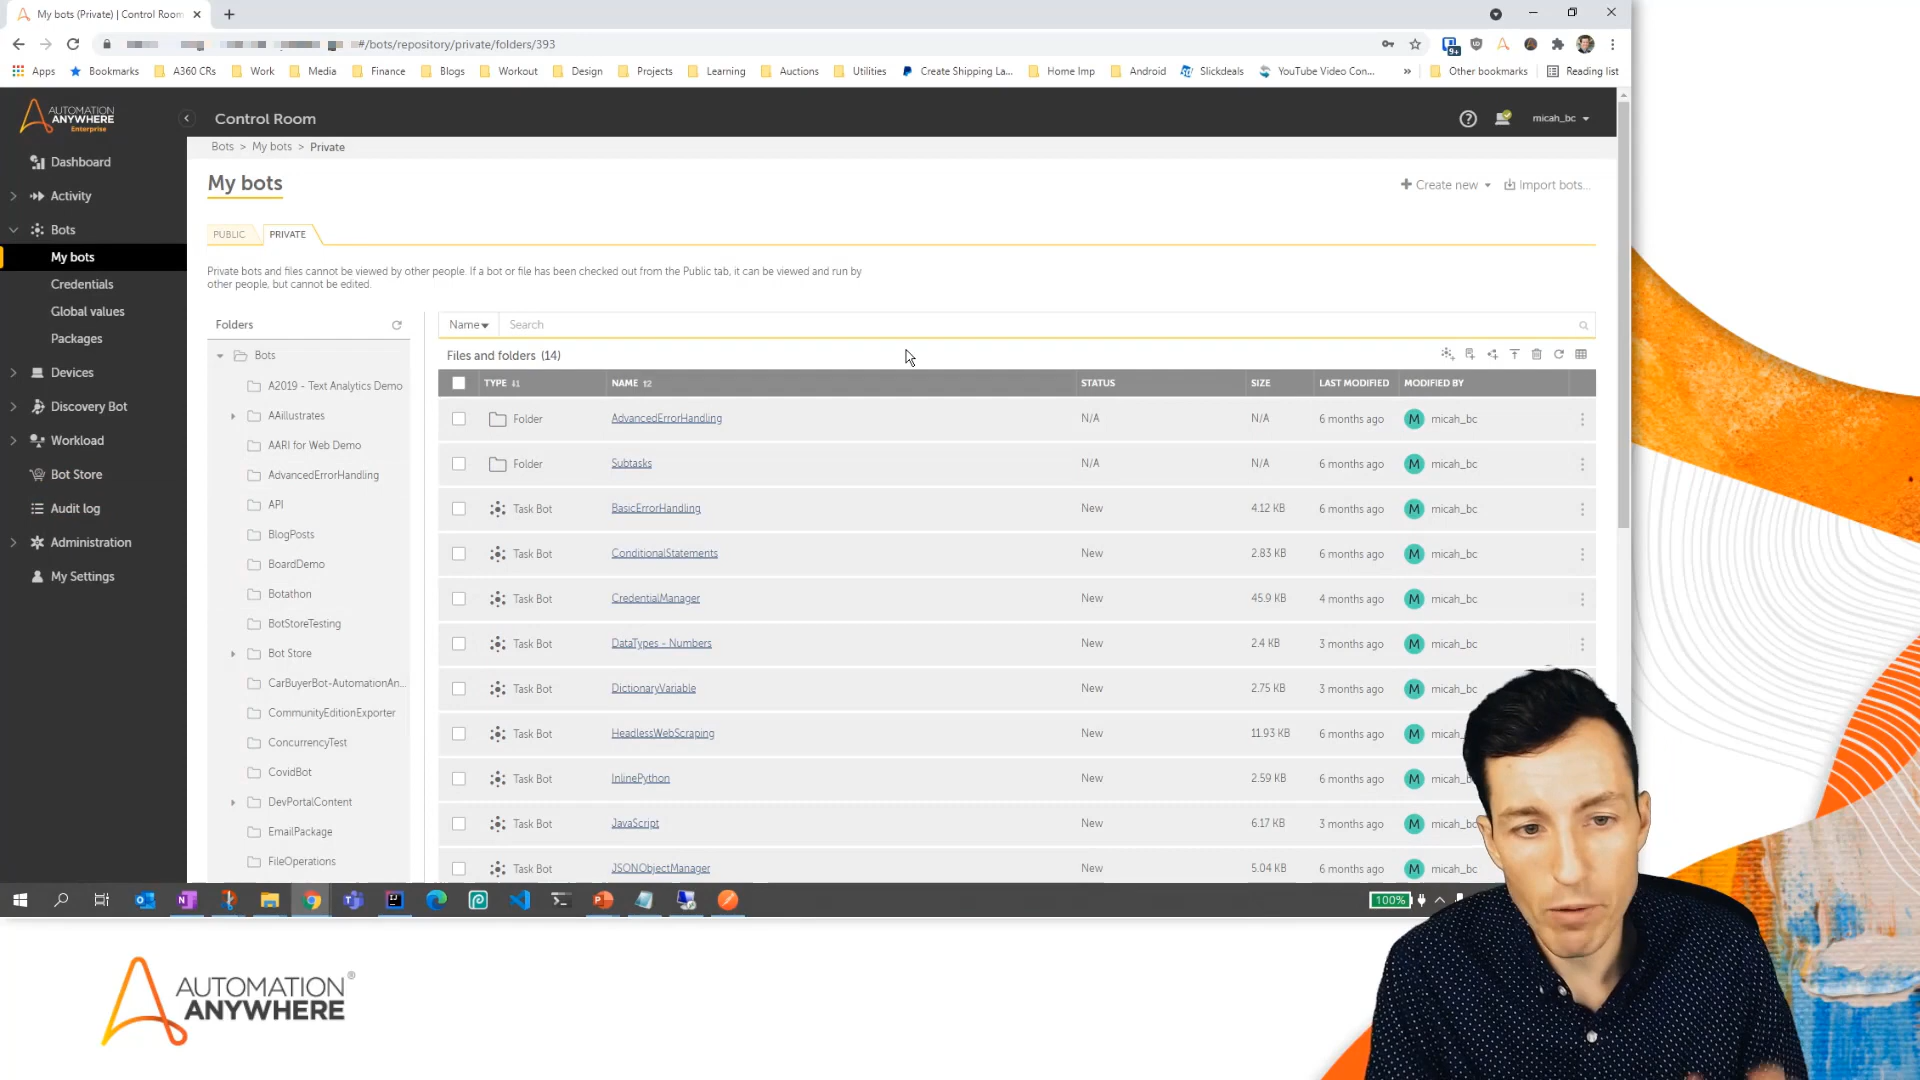 My bots (Private) | Control Room
#/bots/repository/private/folders/393
9+
Apps Bookmarks A360 CRs Work Media Finance Blogs Workout Design Projects Learning Auctions Utilities Create Shipping La... Home Imp Android Slickdeals YouTube Video Con... » Other bookmarks Reading list
AUTOMATION ANYWHERE Enterprise
Control Room
micah_bc
Dashboard
Activity
Bots
My bots
Credentials
Global values
Packages
Devices
Discovery Bot
Workload
Bot Store
Audit log
Administration
My Settings
Bots > My bots > Private
My bots
Create new
Import bots...
PUBLIC PRIVATE
Private bots and files cannot be viewed by other people. If a bot or file has been checked out from the Public tab, it can be viewed and run by
other people, but cannot be edited.
Folders
Bots
A2019 - Text Analytics Demo
AAillustrates
AARI for Web Demo
AdvancedErrorHandling
API
BlogPosts
BoardDemo
Botathon
BotStoreTesting
Bot Store
CarBuyerBot-AutomationAn...
CommunityEditionExporter
ConcurrencyTest
CovidBot
DevPortalContent
EmailPackage
FileOperations
Name Search
Files and folders (14)
TYPE NAME STATUS SIZE LAST MODIFIED MODIFIED BY
Folder AdvancedErrorHandling N/A N/A 6 months ago M micah_bc
Folder Subtasks N/A N/A 6 months ago M micah_bc
Task Bot BasicErrorHandling New 4.12 KB 6 months ago M micah_bc
Task Bot ConditionalStatements New 2.83 KB 6 months ago M micah_bc
Task Bot CredentialManager New 45.9 KB 4 months ago M micah_bc
Task Bot DataTypes - Numbers New 2.4 KB 3 months ago M micah_bc
Task Bot DictionaryVariable New 2.75 KB 3 months ago M micah_bc
Task Bot HeadlessWebScraping New 11.93 KB 6 months ago M micah_b
Task Bot InlinePython New 2.59 KB 6 months ago M micah_b
Task Bot JavaScript New 6.17 KB 3 months ago M micah_bc
Task Bot JSONObjectManager New 5.04 KB 6 months ago M micah_bc
100%
AUTOMATION®
ANYWHERE